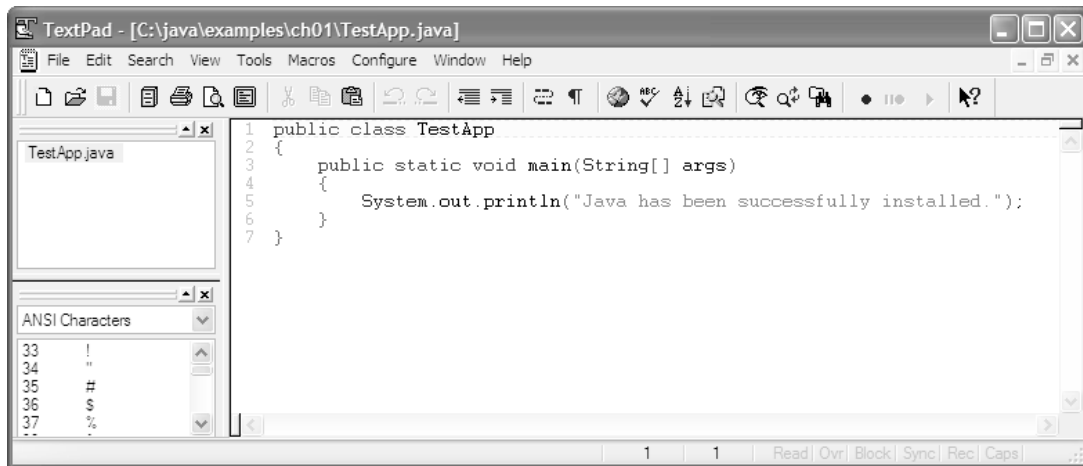 TextPad - [C:\java\examples\ch01\TestApp.java]
File Edit Search View Tools Macros Configure Window Help
TestApp.java
1 public class TestApp
2 {
3     public static void main(String[] args)
4     {
5         System.out.println("Java has been successfully installed.");
6     }
7 }
ANSI Characters
33 !
34 "
35 #
36 $
37 %
1 1 Read Ovr Block Sync Rec Caps